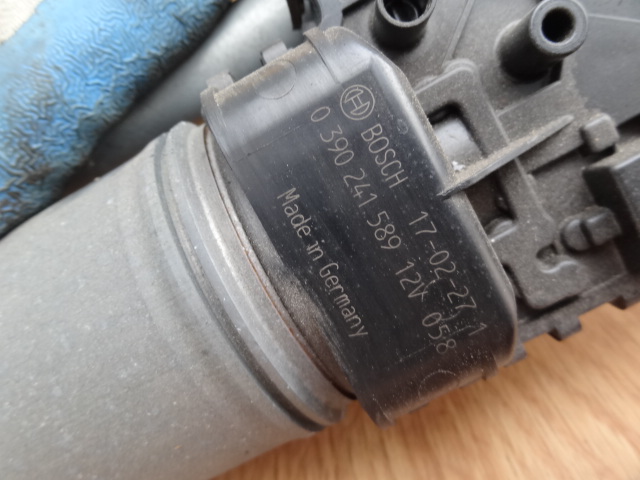 BOSCH 17-02-27 1
0 390 241 589 12V 058
Made in Germany